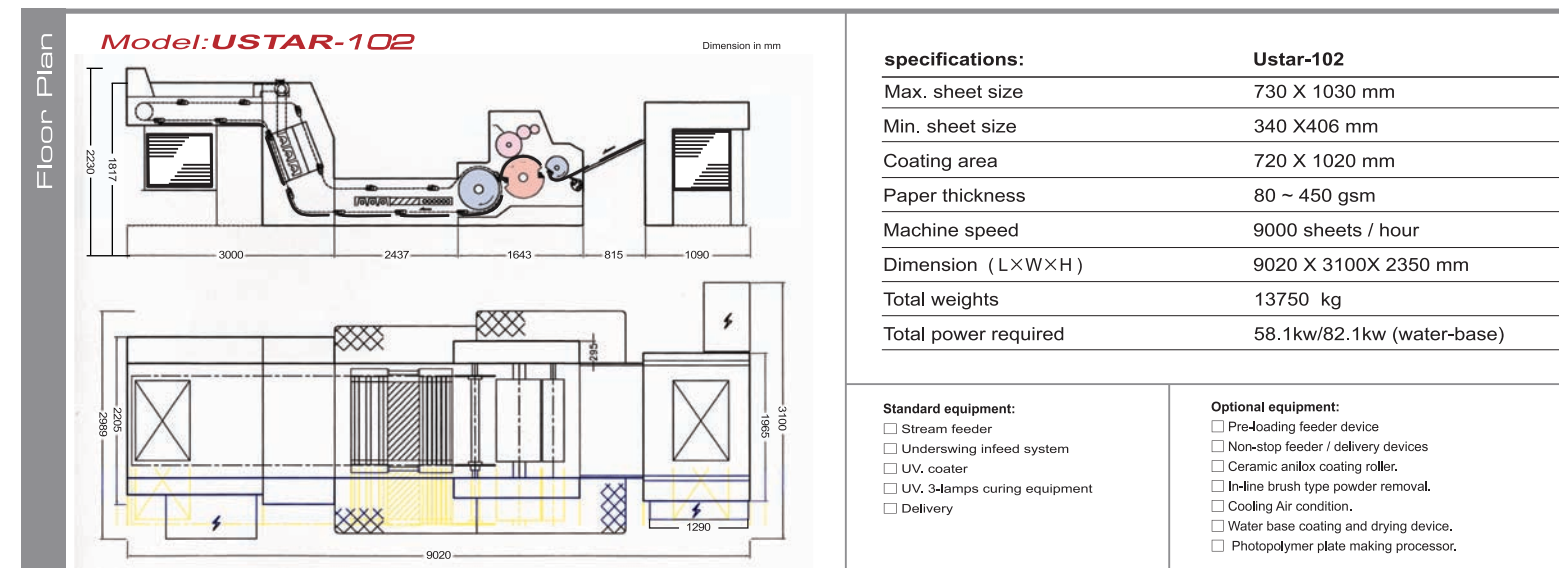 Floor Plan
Model:USTAR-102
Dimension in mm
2230
1817
3000
2437
1643
815
1090
2989
2205
295
1965
3100
1290
9020
specifications: Ustar-102
Max. sheet size 730 X 1030 mm
Min. sheet size 340 X406 mm
Coating area 720 X 1020 mm
Paper thickness 80 ~ 450 gsm
Machine speed 9000 sheets / hour
Dimension ( L×W×H ) 9020 X 3100X 2350 mm
Total weights 13750 kg
Total power required 58.1kw/82.1kw (water-base)
Standard equipment:
□ Stream feeder
□ Underswing infeed system
□ UV. coater
□ UV. 3-lamps curing equipment
□ Delivery
Optional equipment:
□ Pre-loading feeder device
□ Non-stop feeder / delivery devices
□ Ceramic anilox coating roller.
□ In-line brush type powder removal.
□ Cooling Air condition.
□ Water base coating and drying device.
□ Photopolymer plate making processor.